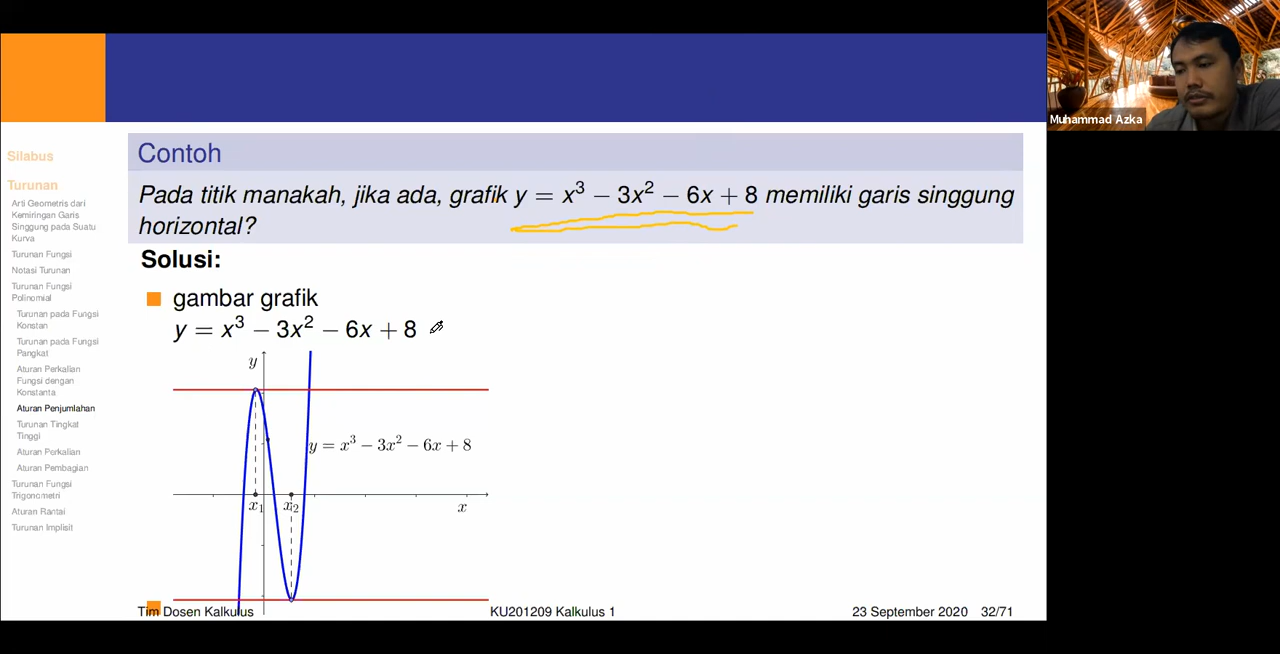 Contoh
Pada titik manakah, jika ada, grafik y = x³ − 3x² − 6x + 8 memiliki garis singgung
horizontal?
Solusi:
gambar grafik
y = x³ − 3x² − 6x + 8
y
y = x³ − 3x² − 6x + 8
x₁
x₂
x
Silabus
Turunan
Arti Geometris dari
Kemiringan Garis
Singgung pada Suatu
Kurva
Turunan Fungsi
Notasi Turunan
Turunan Fungsi
Polinomial
Turunan pada Fungsi
Konstan
Turunan pada Fungsi
Pangkat
Aturan Perkalian
Fungsi dengan
Konstanta
Aturan Penjumlahan
Turunan Tingkat
Tinggi
Aturan Perkalian
Aturan Pembagian
Turunan Fungsi
Trigonometri
Aturan Rantai
Turunan Implisit
Tim Dosen Kalkulus
KU201209 Kalkulus 1
23 September 2020 32/71
Muhammad Azka